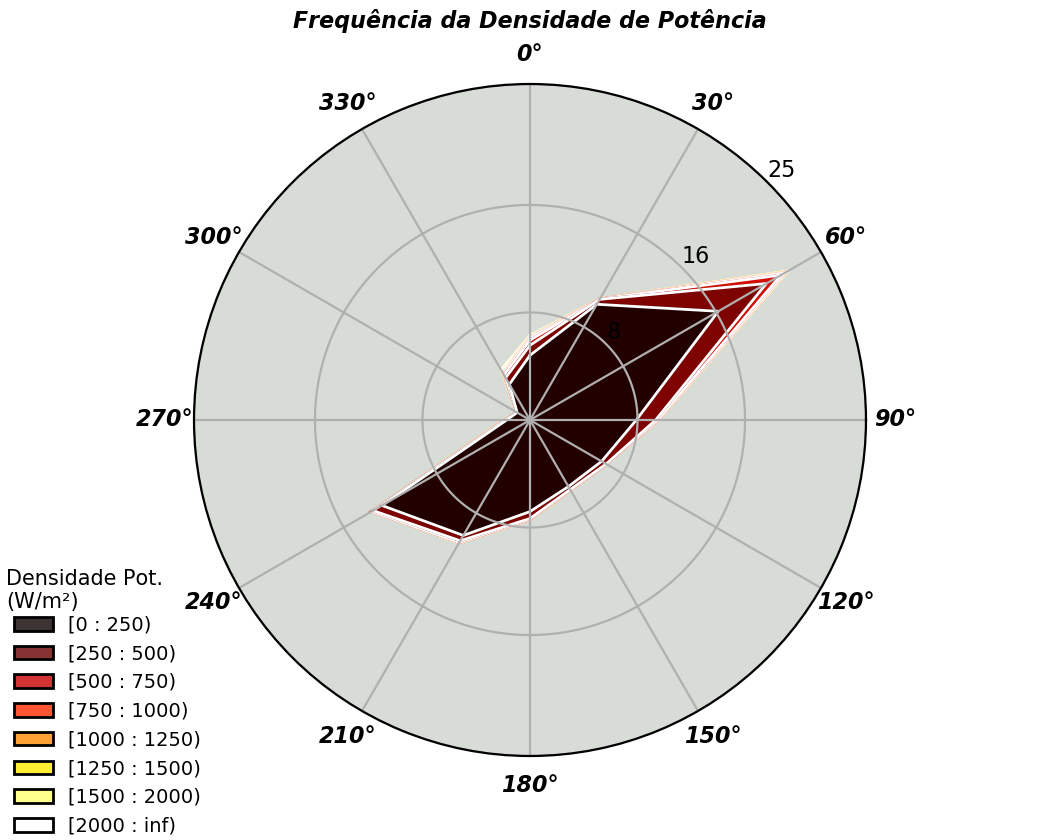 Frequência da Densidade de Potência
0°
330°
30°
25
300°
60°
16
8
270°
90°
Densidade Pot.
(W/m²)
240°
120°
[0 : 250)
[250 : 500)
[500 : 750)
[750 : 1000)
[1000 : 1250)
[1250 : 1500)
[1500 : 2000)
[2000 : inf)
210°
150°
180°